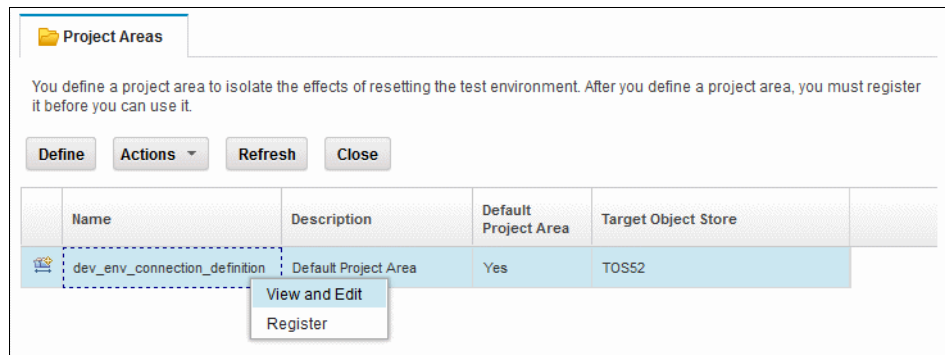 Project Areas
You define a project area to isolate the effects of resetting the test environment. After you define a project area, you must register
it before you can use it.
Define Actions Refresh Close
Name Description Default Project Area Target Object Store
dev_env_connection_definition Default Project Area Yes TOS52
View and Edit
Register